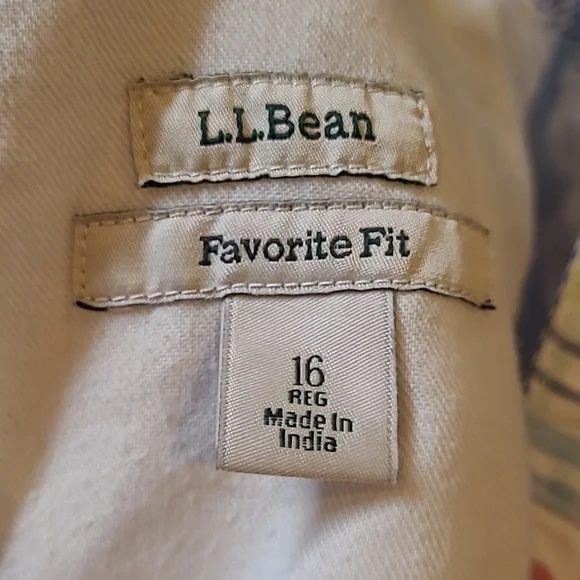 L.L.Bean
Favorite Fit
16
REG
Made In
India